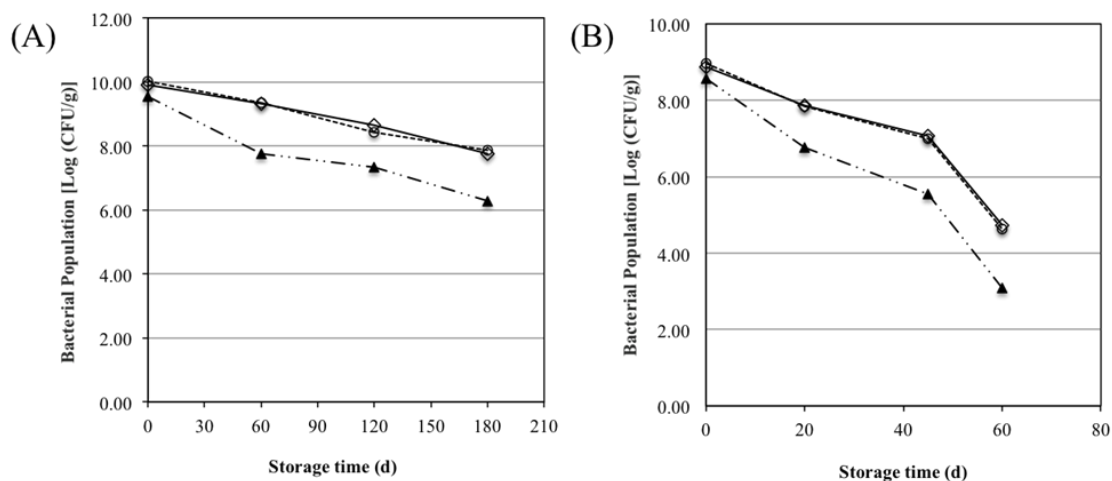 (A)
Bacterial Population [Log (CFU/g)]
12.00
10.00
8.00
6.00
4.00
2.00
0.00
0 30 60 90 120 150 180 210
Storage time (d)
(B)
Bacterial Population [Log (CFU/g)]
10.00
8.00
6.00
4.00
2.00
0.00
0 20 40 60 80
Storage time (d)